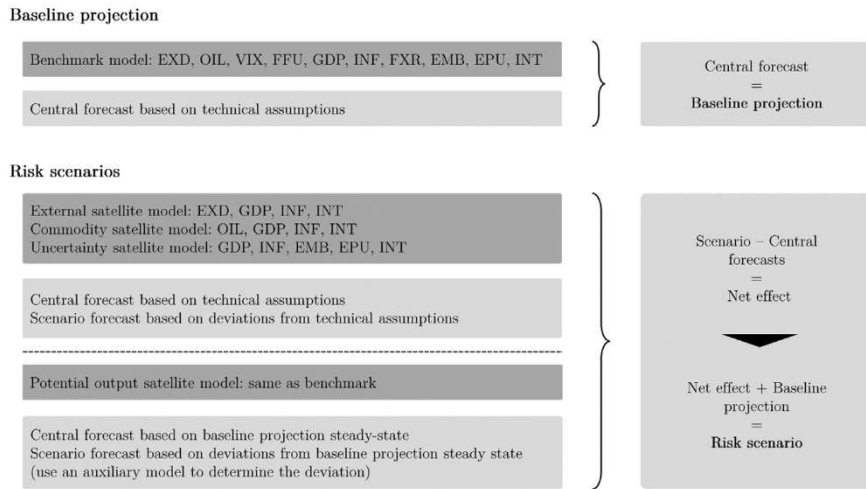 Baseline projection
Benchmark model: EXD, OIL, VIX, FFU, GDP, INF, FXR, EMB, EPU, INT
Central forecast based on technical assumptions
Central forecast
=
Baseline projection
Risk scenarios
External satellite model: EXD, GDP, INF, INT
Commodity satellite model: OIL, GDP, INF, INT
Uncertainty satellite model: GDP, INF, EMB, EPU, INT
Central forecast based on technical assumptions
Scenario forecast based on deviations from technical assumptions
Potential output satellite model: same as benchmark
Central forecast based on baseline projection steady-state
Scenario forecast based on deviations from baseline projection steady state
(use an auxiliary model to determine the deviation)
Scenario – Central
forecasts
=
Net effect
Net effect + Baseline
projection
=
Risk scenario